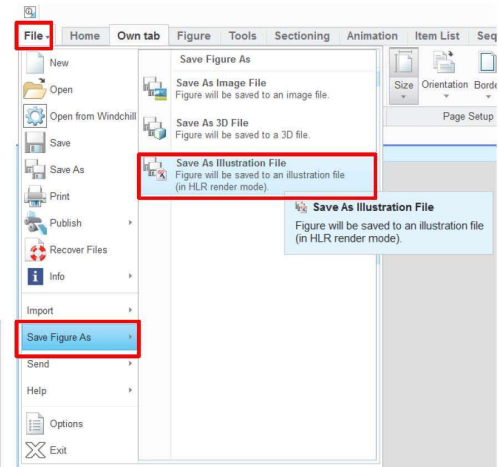 File Home Own tab Figure Tools Sectioning Animation Item List Seq
New
Open
Open from Windchill
Save
Save As
Print
Publish
Recover Files
Info
Import
Save Figure As
Send
Help
Options
Exit
Save Figure As
Save As Image File
Figure will be saved to an image file.
Save As 3D File
Figure will be saved to a 3D file.
Save As Illustration File
Figure will be saved to an illustration file
(in HLR render mode).
Save As Illustration File
Figure will be saved to an illustration file
(in HLR render mode).
Size Orientation Borde
Page Setup